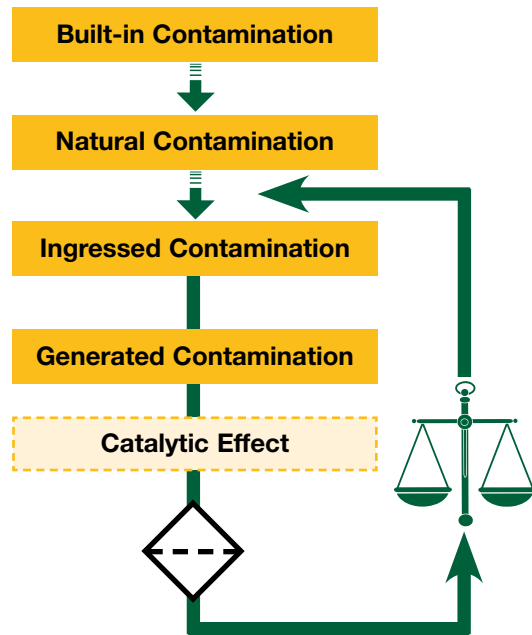 Built-in Contamination
Natural Contamination
Ingressed Contamination
Generated Contamination
Catalytic Effect